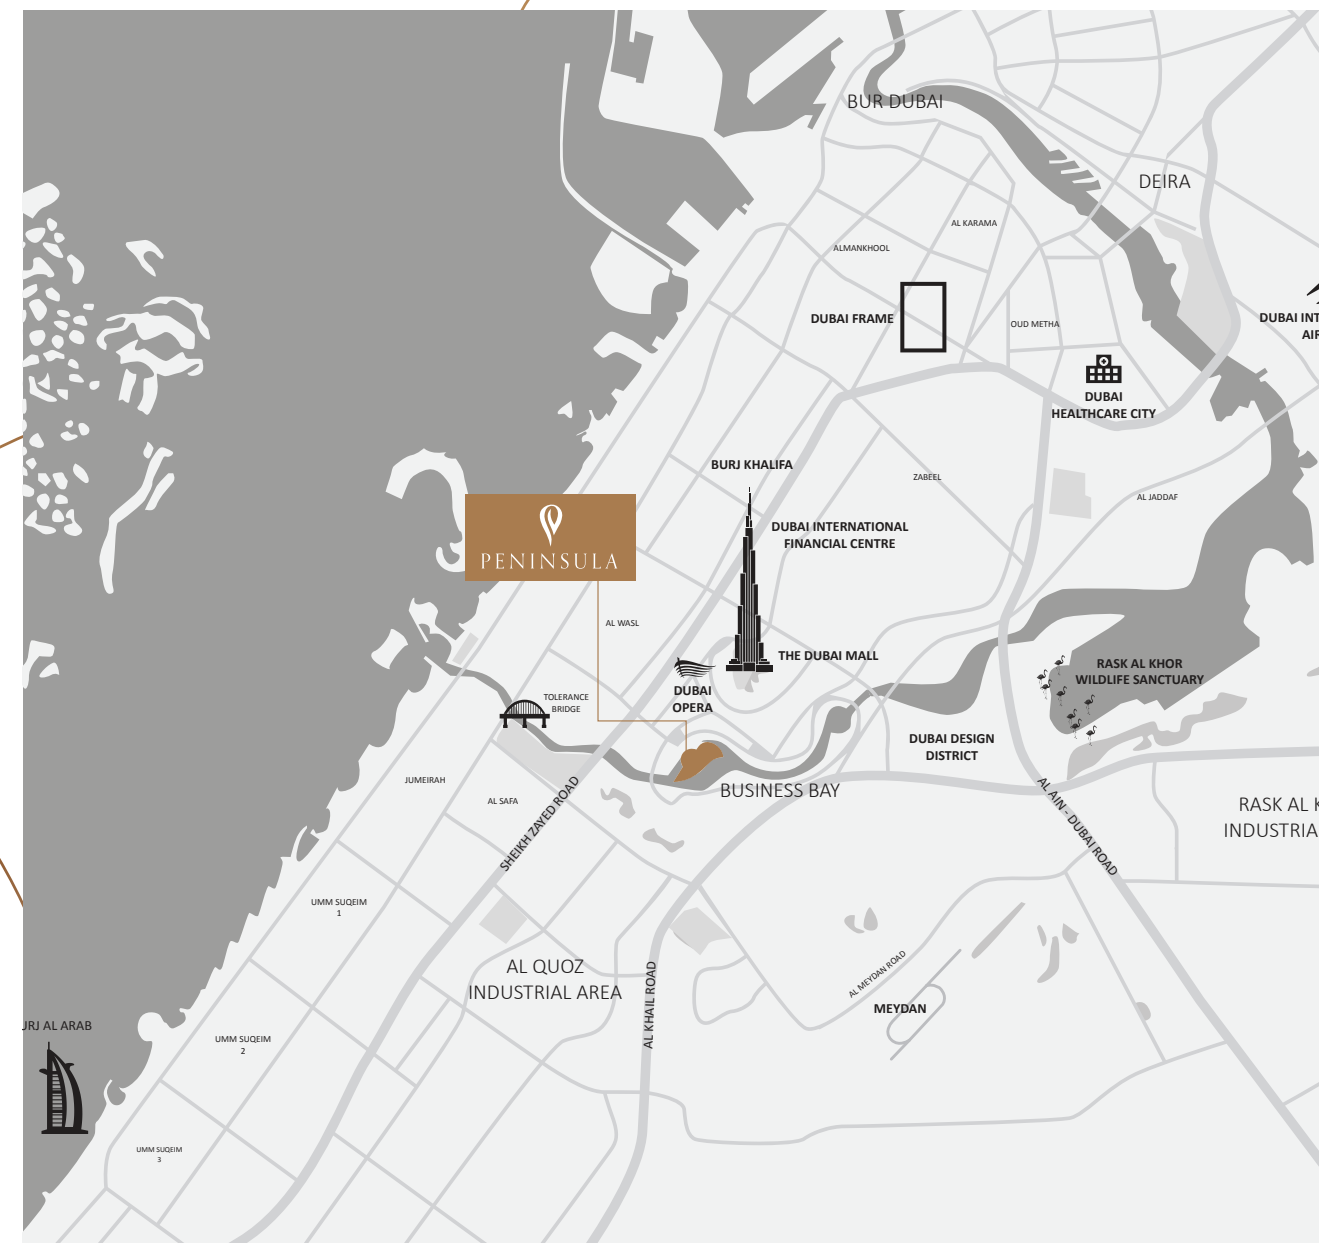 BUR DUBAI
DEIRA
AL KARAMA
ALMANKHOOL
DUBAI FRAME
OUD METHA
DUBAI INT
AIR
DUBAI
HEALTHCARE CITY
BURJ KHALIFA
ZABEEL
AL JADDAF
PENINSULA
DUBAI INTERNATIONAL
FINANCIAL CENTRE
AL WASL
THE DUBAI MALL
RASK AL KHOR
WILDLIFE SANCTUARY
DUBAI
OPERA
TOLERANCE
BRIDGE
DUBAI DESIGN
DISTRICT
JUMEIRAH
AL SAFA
BUSINESS BAY
SHEIKH ZAYED ROAD
AL AIN - DUBAI ROAD
RASK AL K
INDUSTRIA
UMM SUQEIM
1
AL QUOZ
INDUSTRIAL AREA
AL KHAIL ROAD
AL MEYDAN ROAD
MEYDAN
URJ AL ARAB
UMM SUQEIM
2
UMM SUQEIM
3